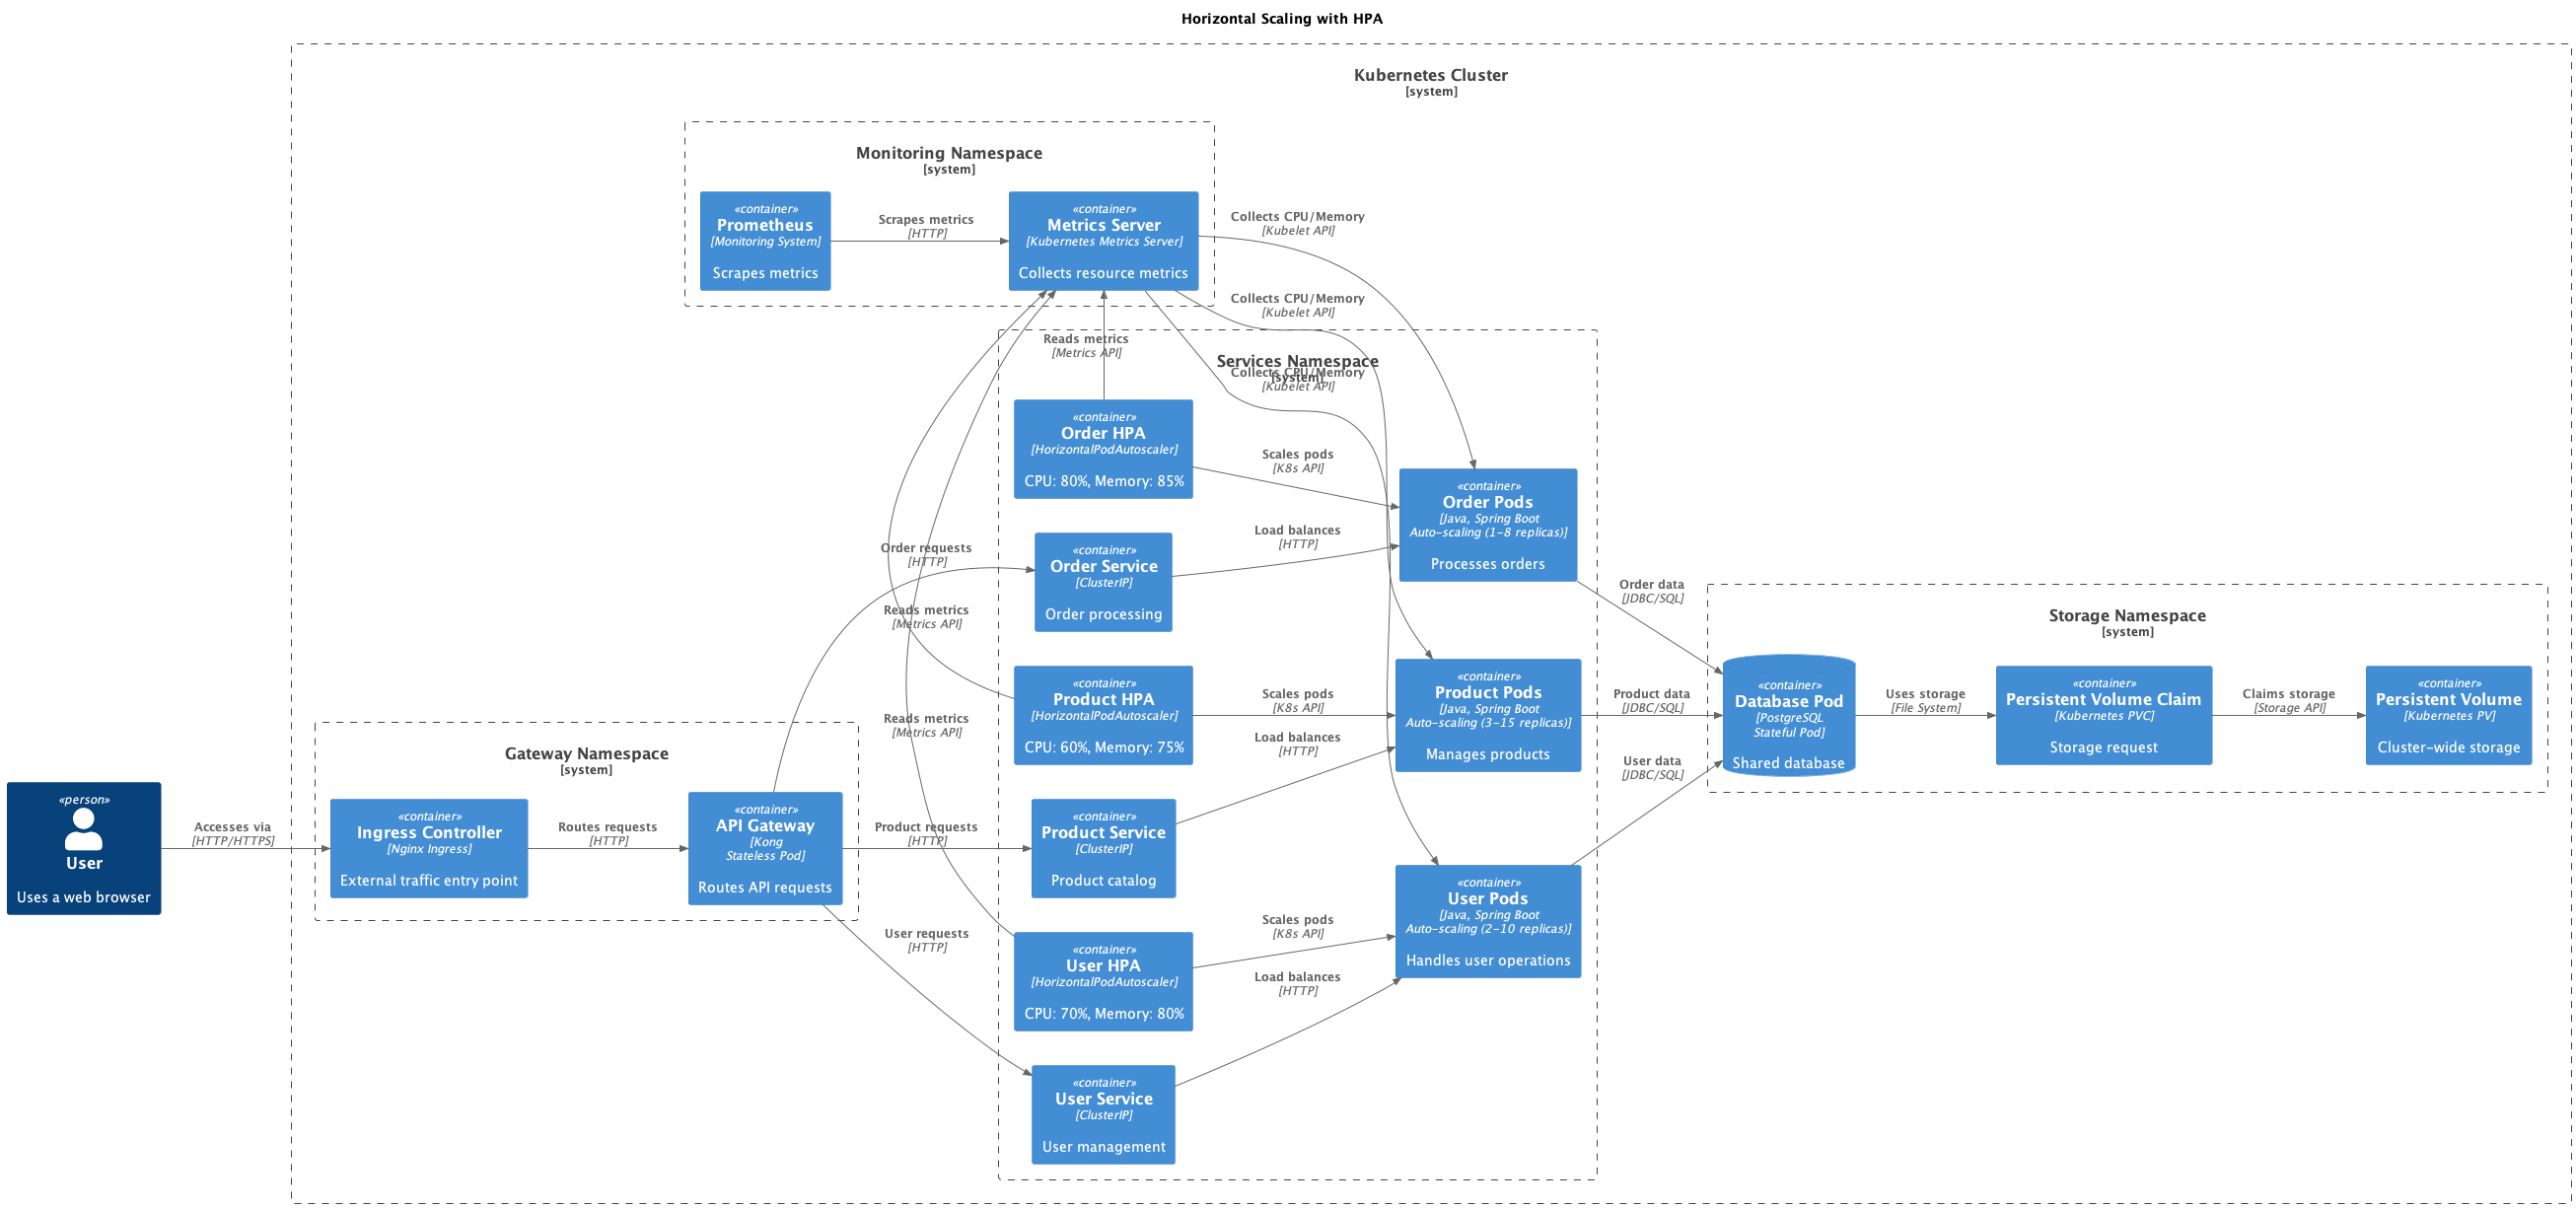 Horizontal Scaling with HPA
Kubernetes Cluster
[system]
Monitoring Namespace
[system]
«container»
Prometheus
[Monitoring System]
Scrapes metrics
Scrapes metrics
[HTTP]
«container»
Metrics Server
[Kubernetes Metrics Server]
Collects resource metrics
Collects CPU/Memory
[Kubelet API]
Collects CPU/Memory
[Kubelet API]
Collects CPU/Memory
[Kubelet API]
Reads metrics
[Metrics API]
Services Namespace
[system]
«container»
Order HPA
[HorizontalPodAutoscaler]
CPU: 80%, Memory: 85%
Scales pods
[K8s API]
«container»
Order Pods
[Java, Spring Boot
Auto-scaling (1-8 replicas)]
Processes orders
Order requests
[HTTP]
«container»
Order Service
[ClusterIP]
Order processing
Load balances
[HTTP]
Order data
[JDBC/SQL]
Reads metrics
[Metrics API]
«container»
Product HPA
[HorizontalPodAutoscaler]
CPU: 60%, Memory: 75%
Scales pods
[K8s API]
Load balances
[HTTP]
«container»
Product Pods
[Java, Spring Boot
Auto-scaling (3-15 replicas)]
Manages products
Product data
[JDBC/SQL]
User data
[JDBC/SQL]
Storage Namespace
[system]
«container»
Database Pod
[PostgreSQL
Stateful Pod]
Shared database
Uses storage
[File System]
«container»
Persistent Volume Claim
[Kubernetes PVC]
Storage request
Claims storage
[Storage API]
«container»
Persistent Volume
[Kubernetes PV]
Cluster-wide storage
Reads metrics
[Metrics API]
Gateway Namespace
[system]
«person»
User
Uses a web browser
Accesses via
[HTTP/HTTPS]
«container»
Ingress Controller
[Nginx Ingress]
External traffic entry point
Routes requests
[HTTP]
«container»
API Gateway
[Kong
Stateless Pod]
Routes API requests
Product requests
[HTTP]
«container»
Product Service
[ClusterIP]
Product catalog
User requests
[HTTP]
«container»
User HPA
[HorizontalPodAutoscaler]
CPU: 70%, Memory: 80%
Scales pods
[K8s API]
Load balances
[HTTP]
«container»
User Pods
[Java, Spring Boot
Auto-scaling (2-10 replicas)]
Handles user operations
«container»
User Service
[ClusterIP]
User management